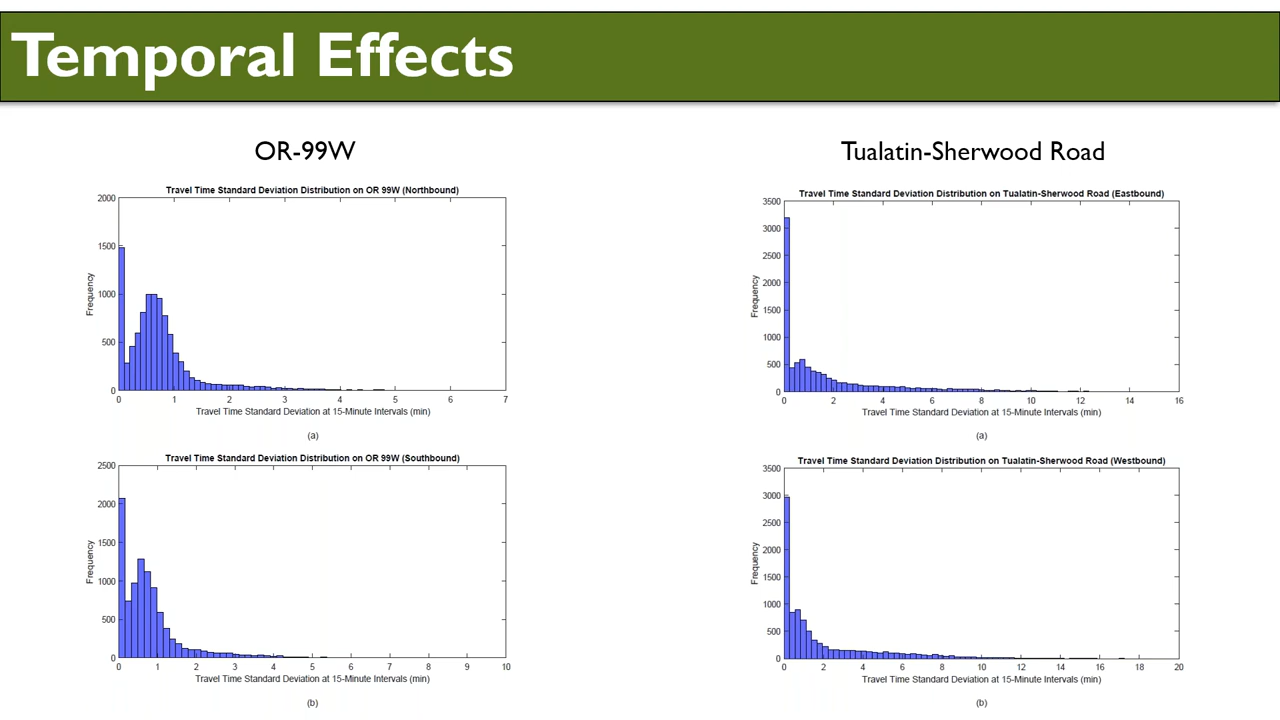 Temporal Effects
OR-99W
Travel Time Standard Deviation Distribution on OR 99W (Northbound)
2000
1500
1000
500
0
Frequency
0 1 2 3 4 5 6 7
Travel Time Standard Deviation at 15-Minute Intervals (min)
(a)
Travel Time Standard Deviation Distribution on OR 99W (Southbound)
2500
2000
1500
1000
500
0
Frequency
0 1 2 3 4 5 6 7 8 9 10
Travel Time Standard Deviation at 15-Minute Intervals (min)
(b)
Tualatin-Sherwood Road
Travel Time Standard Deviation Distribution on Tualatin-Sherwood Road (Eastbound)
3500
3000
2500
2000
1500
1000
500
0
Frequency
0 2 4 6 8 10 12 14 16
Travel Time Standard Deviation at 15-Minute Intervals (min)
(a)
Travel Time Standard Deviation Distribution on Tualatin-Sherwood Road (Westbound)
3500
3000
2500
2000
1500
1000
500
0
Frequency
0 2 4 6 8 10 12 14 16 18 20
Travel Time Standard Deviation at 15-Minute Intervals (min)
(b)